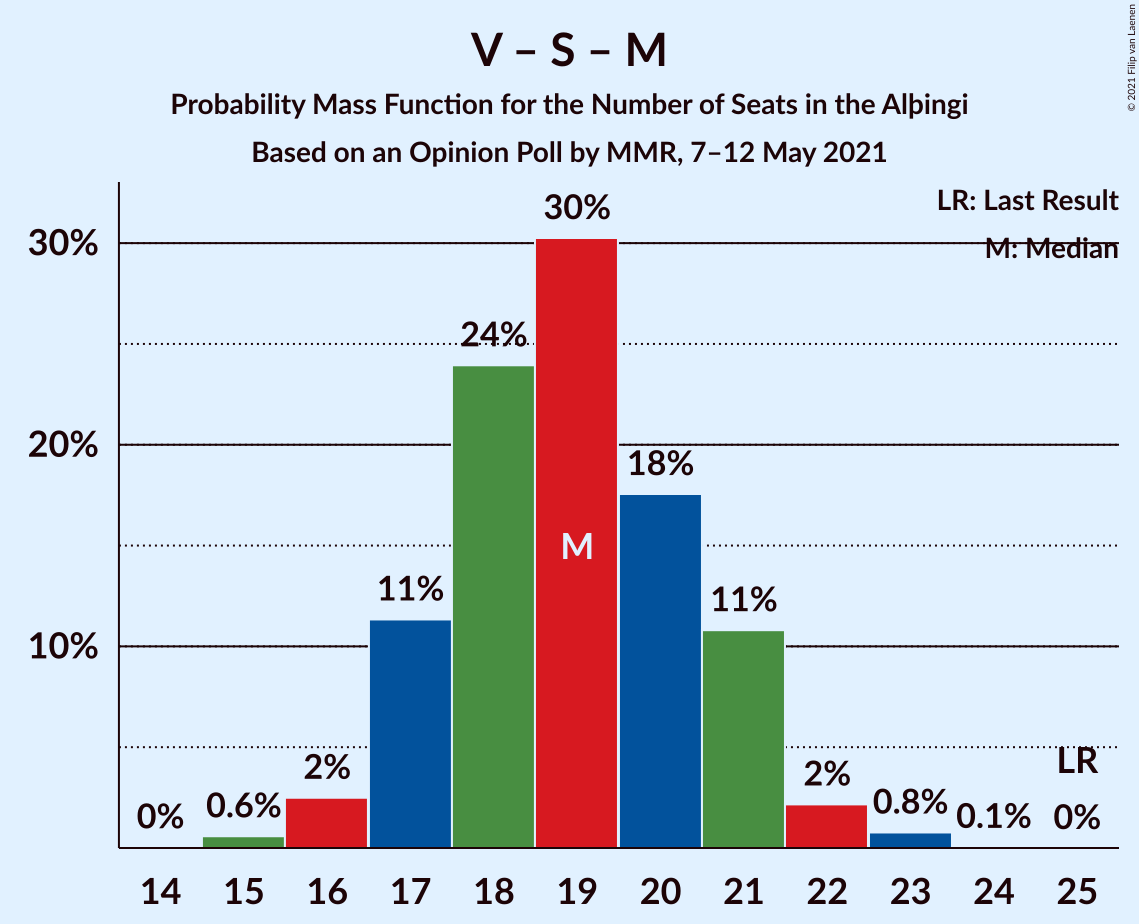 V – S – M
Probability Mass Function for the Number of Seats in the Alþingi
Based on an Opinion Poll by MMR, 7–12 May 2021
© 2021 Filip van Laenen
LR: Last Result
M: Median
30%
20%
10%
0%
0.6%
2%
11%
24%
30%
M
18%
11%
2%
0.8%
0.1%
LR
0%
14 15 16 17 18 19 20 21 22 23 24 25